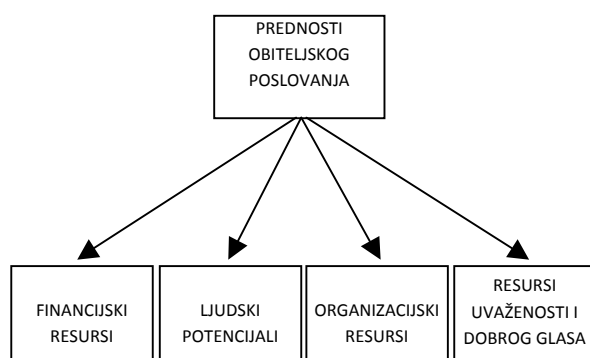 PREDNOSTI
OBITELJSKOG
POSLOVANJA
FINANCIJSKI
RESURSI
LJUDSKI
POTENCIJALI
ORGANIZACIJSKI
RESURSI
RESURSI
UVAŽENOSTI I
DOBROG GLASA